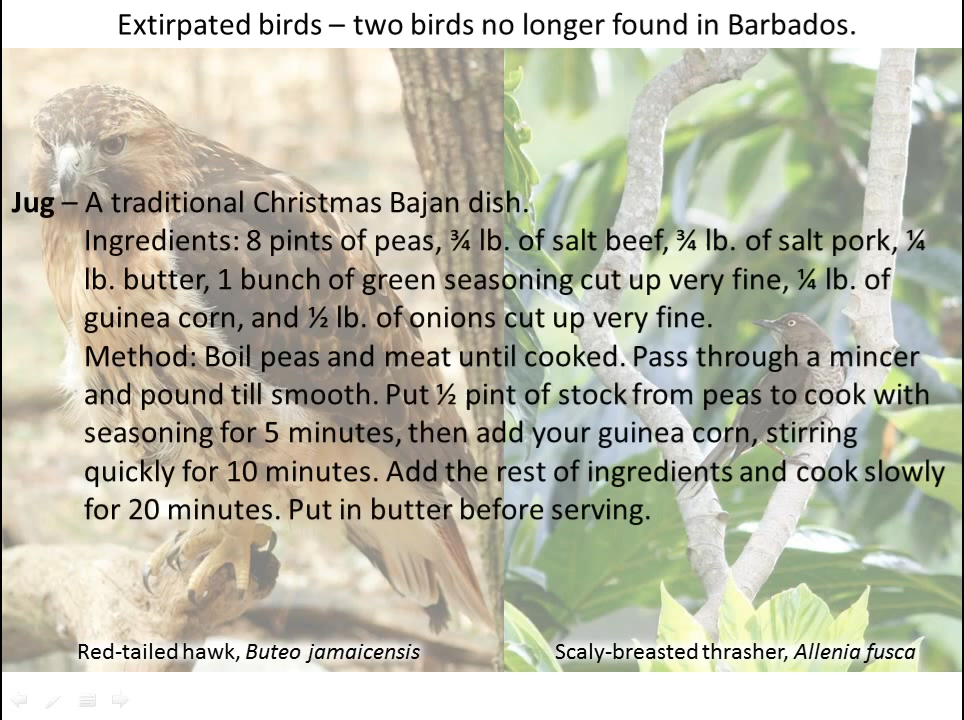 Extirpated birds – two birds no longer found in Barbados.
Jug – A traditional Christmas Bajan dish.
Ingredients: 8 pints of peas, ¾ lb. of salt beef, ¾ lb. of salt pork, ¼
lb. butter, 1 bunch of green seasoning cut up very fine, ¼ lb. of
guinea corn, and ½ lb. of onions cut up very fine.
Method: Boil peas and meat until cooked. Pass through a mincer
and pound till smooth. Put ½ pint of stock from peas to cook with
seasoning for 5 minutes, then add your guinea corn, stirring
quickly for 10 minutes. Add the rest of ingredients and cook slowly
for 20 minutes. Put in butter before serving.
Red-tailed hawk, Buteo jamaicensis
Scaly-breasted thrasher, Allenia fusca